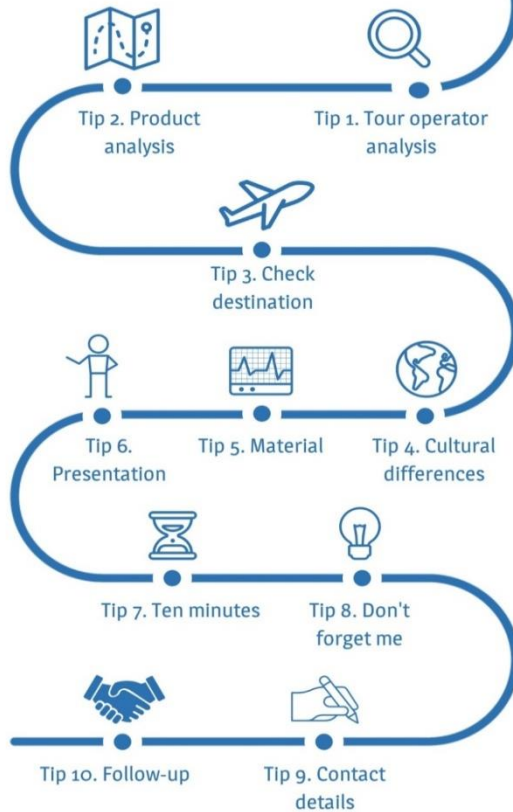 Tip 1. Tour operator
analysis
Tip 2. Product
analysis
Tip 3. Check
destination
Tip 4. Cultural
differences
Tip 5. Material
Tip 6.
Presentation
Tip 7. Ten minutes
Tip 8. Don't
forget me
Tip 9. Contact
details
Tip 10. Follow-up